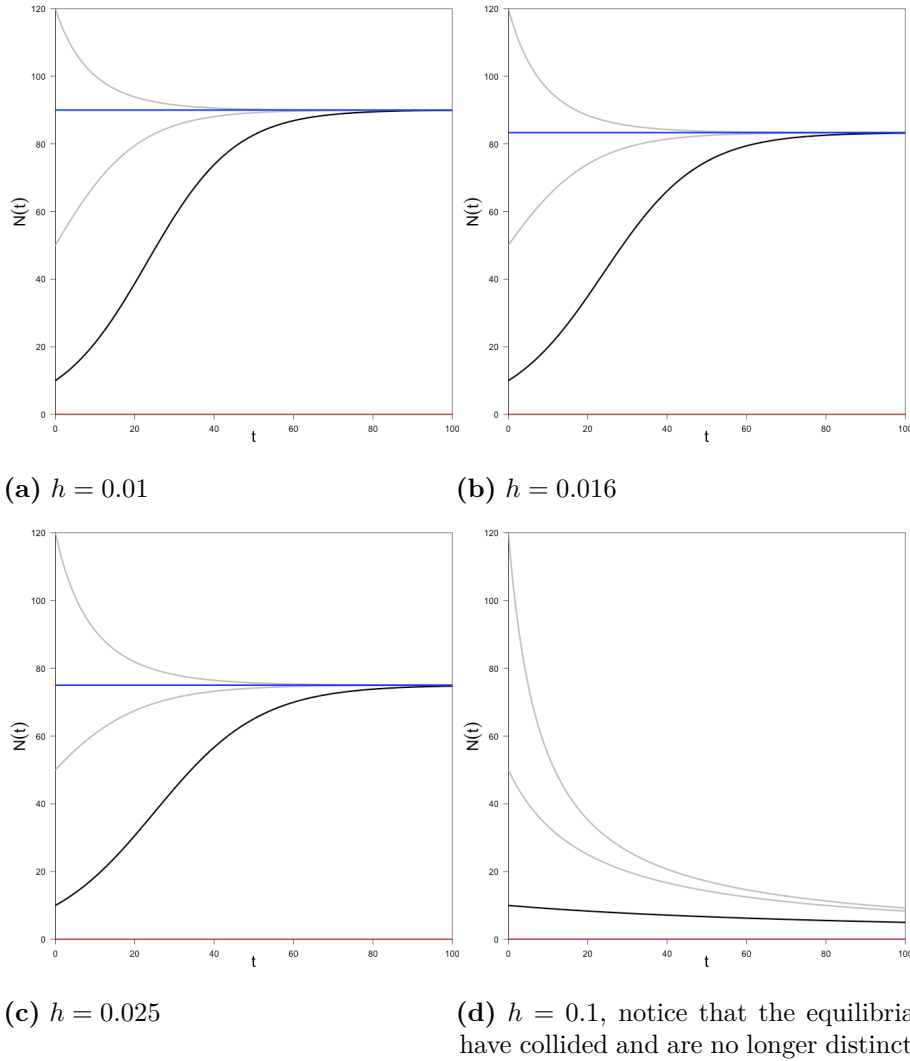 120
100
80
60
40
20
0
N(t)
0 20 40 60 80 100
t
120
100
80
60
40
20
0
N(t)
0 20 40 60 80 100
t
(a) h = 0.01
(b) h = 0.016
120
100
80
60
40
20
0
N(t)
0 20 40 60 80 100
t
120
100
80
60
40
20
0
N(t)
0 20 40 60 80 100
t
(c) h = 0.025
(d) h = 0.1, notice that the equilibria
have collided and are no longer distinct